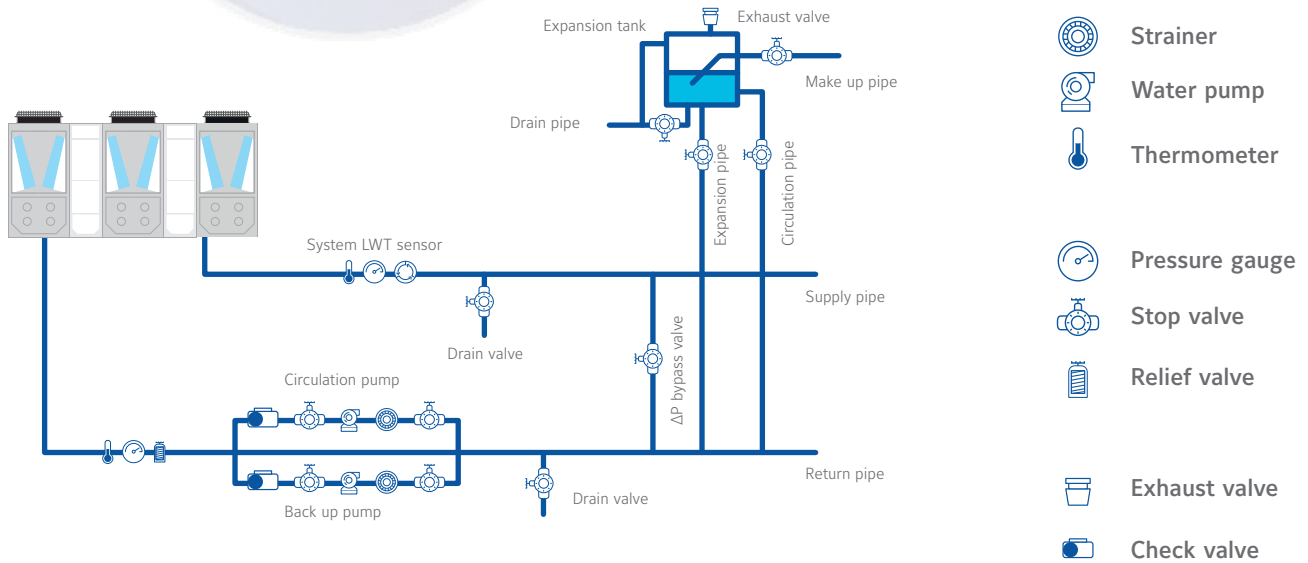 Expansion tank
Exhaust valve
Make up pipe
Drain pipe
Expansion pipe
Circulation pipe
System LWT sensor
Supply pipe
Drain valve
ΔP bypass valve
Circulation pump
Return pipe
Drain valve
Back up pump
Strainer
Water pump
Thermometer
Pressure gauge
Stop valve
Relief valve
Exhaust valve
Check valve